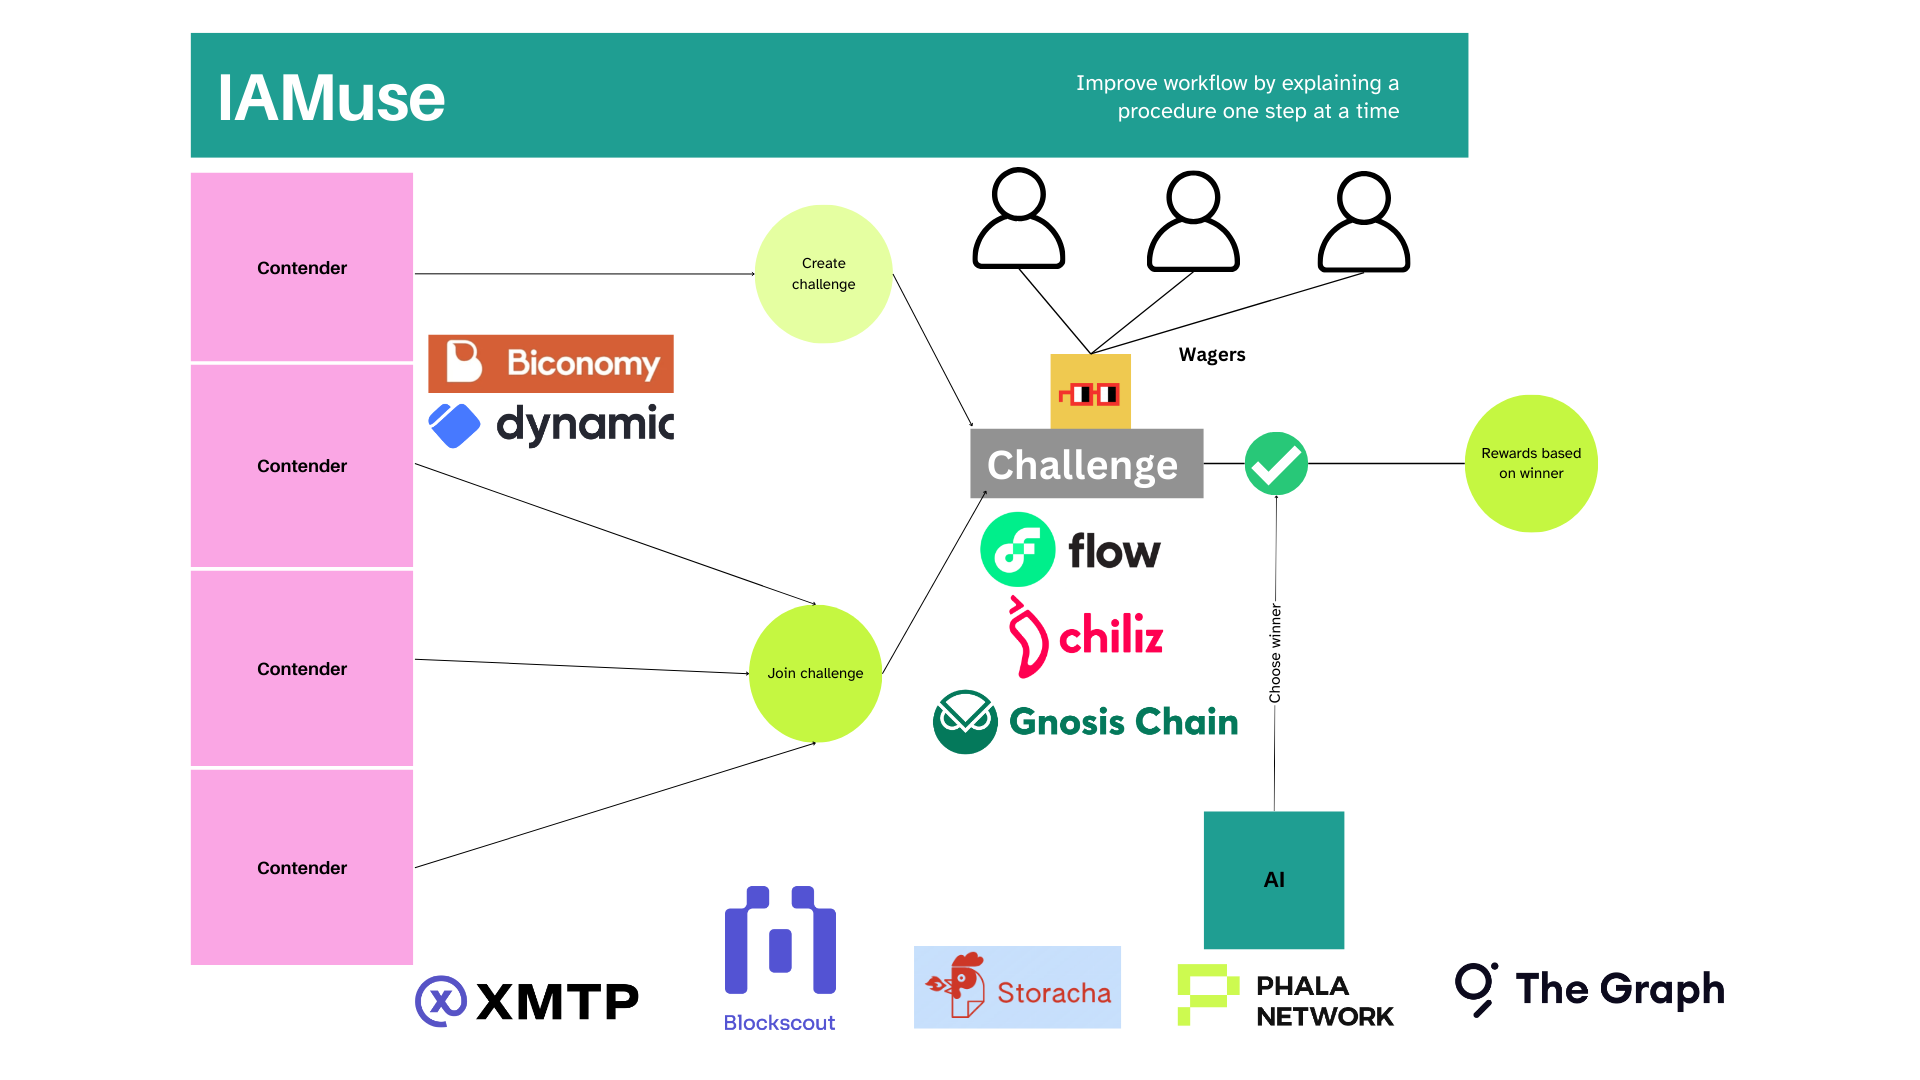 IAMuse
Improve workflow by explaining a
procedure one step at a time
Contender
Create
challenge
Biconomy
dynamic
Wagers
Contender
Challenge
Rewards based
on winner
flow
chiliz
Contender
Join challenge
Choose winner
Gnosis Chain
Contender
AI
XMTP
Blockscout
Storacha
PHALA
NETWORK
The Graph